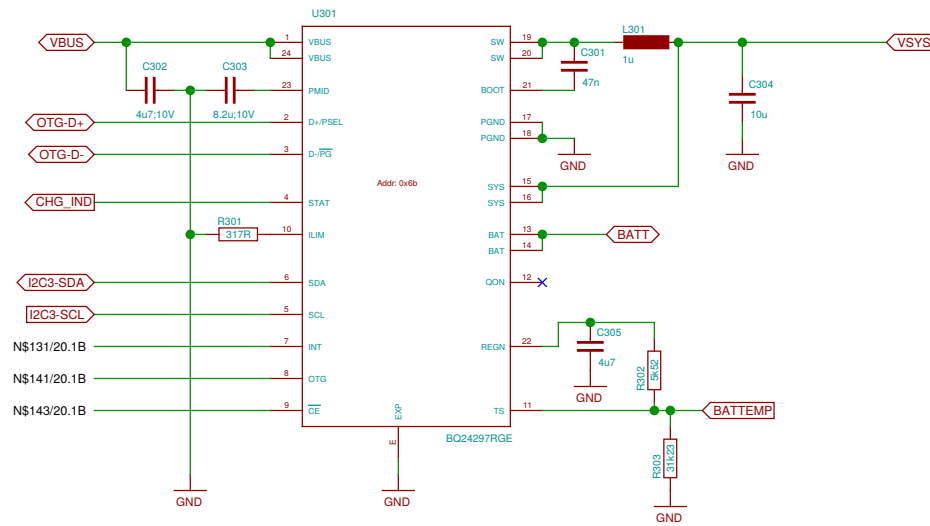 U301
VBUS
1
VBUS
24
VBUS
C302
4u7;10V
C303
8.2u;10V
23
PMID
OTG-D+
2
D+/PSEL
OTG-D-
3
D-/PG
CHG_IND
4
STAT
R301
317R
10
ILIM
I2C3-SDA
6
SDA
I2C3-SCL
5
SCL
N$131/20.1B
7
INT
N$141/20.1B
8
OTG
N$143/20.1B
9
CE
Addr: 0x6b
EXP
E
BQ24297RGE
SW
19
SW
20
BOOT
21
C301
47n
L301
1u
VSYS
C304
10u
PGND
17
PGND
18
GND
GND
SYS
15
SYS
16
BAT
13
BAT
14
BATT
QON
12
REGN
22
C305
4u7
GND
R302
5k52
TS
11
BATTEMP
R303
31k23
GND
GND
GND